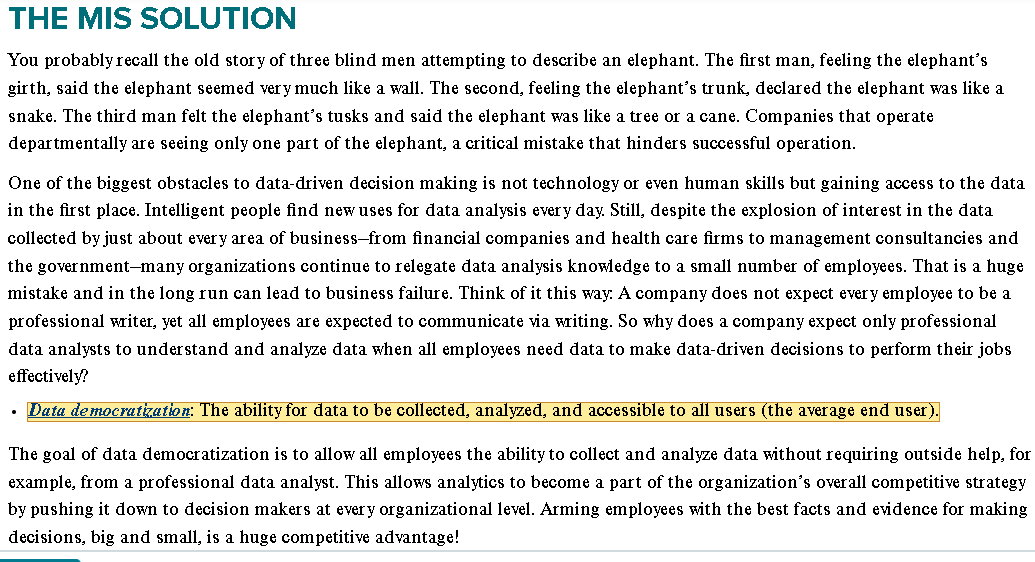 THE MIS SOLUTION
You probably recall the old story of three blind men attempting to describe an elephant. The first man, feeling the elephant's
girth, said the elephant seemed very much like a wall. The second, feeling the elephant's trunk, declared the elephant was like a
snake. The third man felt the elephant's tusks and said the elephant was like a tree or a cane. Companies that operate
departmentally are seeing only one part of the elephant, a critical mistake that hinders successful operation.
One of the biggest obstacles to data-driven decision making is not technology or even human skills but gaining access to the data
in the first place. Intelligent people find new uses for data analysis every day. Still, despite the explosion of interest in the data
collected by just about every area of business—from financial companies and health care firms to management consultancies and
the government—many organizations continue to relegate data analysis knowledge to a small number of employees. That is a huge
mistake and in the long run can lead to business failure. Think of it this way: A company does not expect every employee to be a
professional writer, yet all employees are expected to communicate via writing. So why does a company expect only professional
data analysts to understand and analyze data when all employees need data to make data-driven decisions to perform their jobs
effectively?
• Data democratization: The ability for data to be collected, analyzed, and accessible to all users (the average end user).
The goal of data democratization is to allow all employees the ability to collect and analyze data without requiring outside help, for
example, from a professional data analyst. This allows analytics to become a part of the organization's overall competitive strategy
by pushing it down to decision makers at every organizational level. Arming employees with the best facts and evidence for making
decisions, big and small, is a huge competitive advantage!